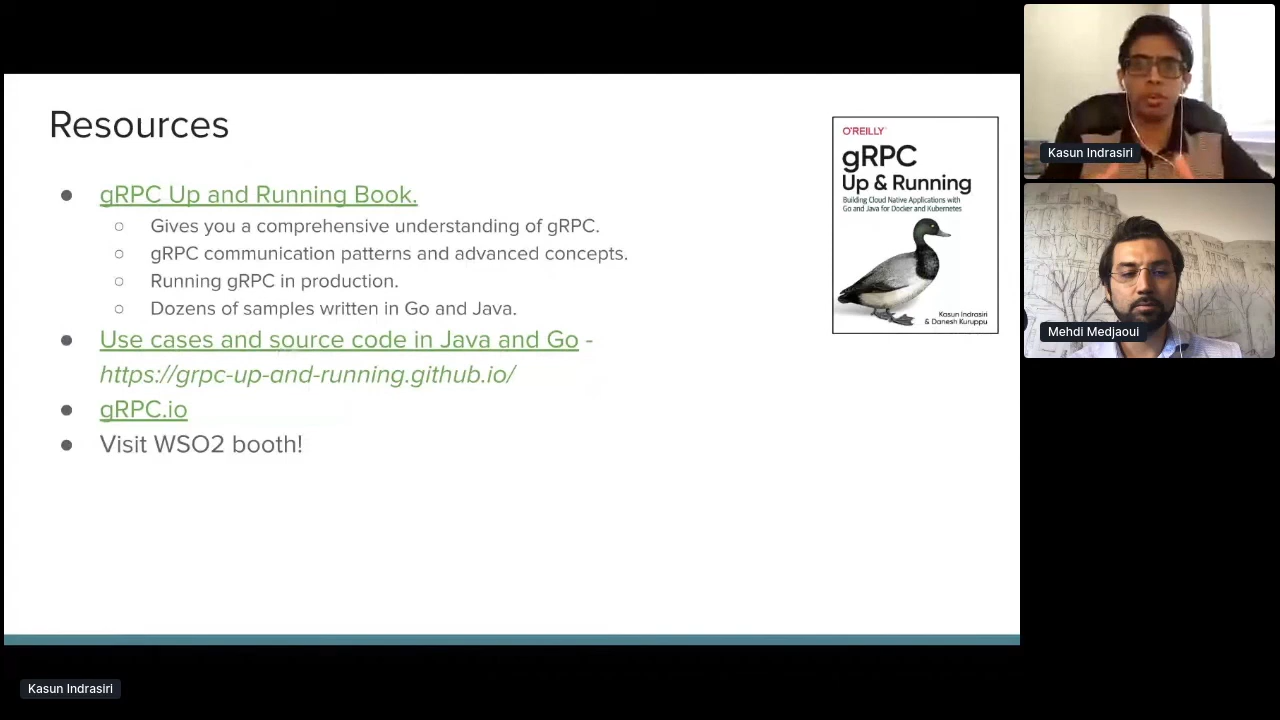 Resources
● gRPC Up and Running Book.
○ Gives you a comprehensive understanding of gRPC.
○ gRPC communication patterns and advanced concepts.
○ Running gRPC in production.
○ Dozens of samples written in Go and Java.
● Use cases and source code in Java and Go -
https://grpc-up-and-running.github.io/
● gRPC.io
● Visit WSO2 booth!
O'REILLY
gRPC
Up & Running
Building Cloud Native Applications with
Go and Java for Docker and Kubernetes
Kasun Indrasiri
& Danesh Kuruppu
Kasun Indrasiri
Mehdi Medjaoui
Kasun Indrasiri